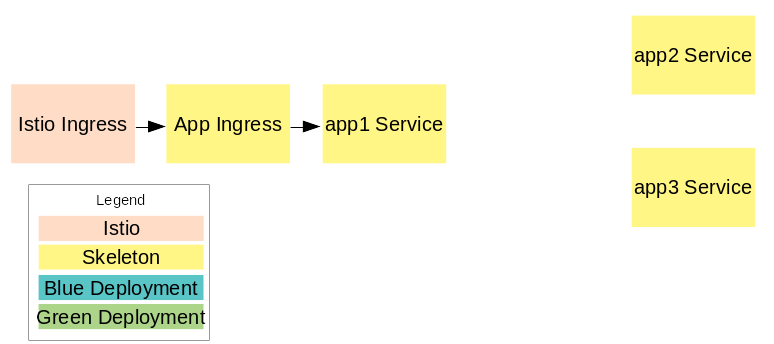 app2 Service
Istio Ingress
App Ingress
app1 Service
app3 Service
Legend
Istio
Skeleton
Blue Deployment
Green Deployment